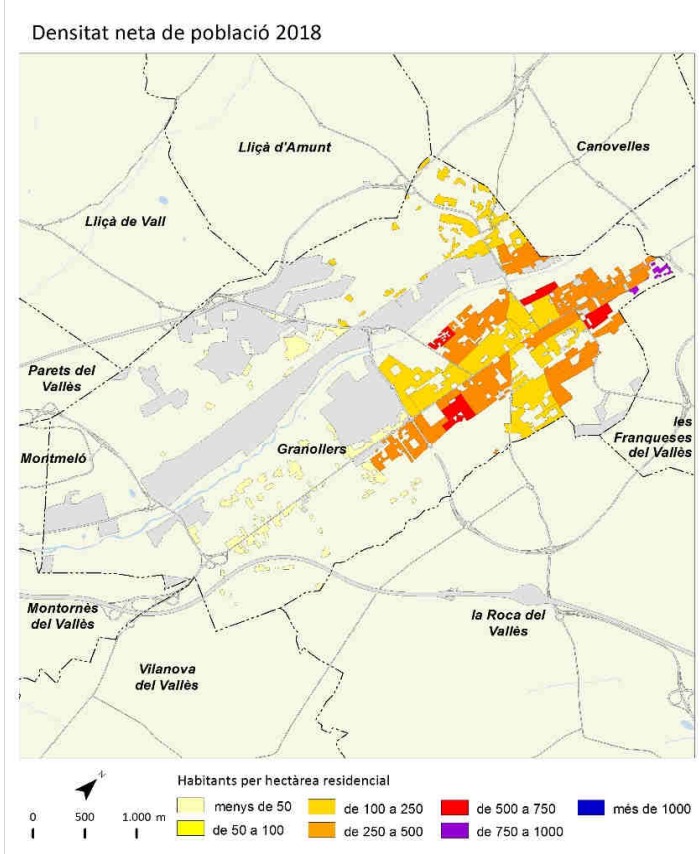 Densitat neta de població 2018
Lliçà d'Amunt
Canovelles
Lliçà de Vall
Parets del
Vallès
Montmeló
Granollers
les
Franqueses
del Vallès
Montornès
del Vallès
la Roca del
Vallès
Vilanova
del Vallès
N
0 500 1.000 m
Habitants per hectàrea residencial
menys de 50
de 50 a 100
de 100 a 250
de 250 a 500
de 500 a 750
de 750 a 1000
més de 1000